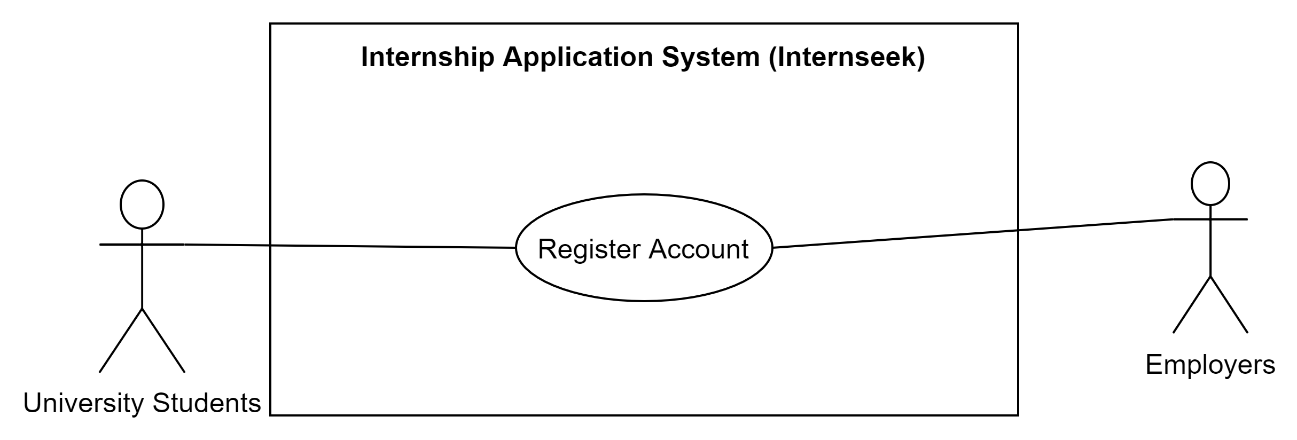 Internship Application System (Internseek)
Register Account
University Students
Employers